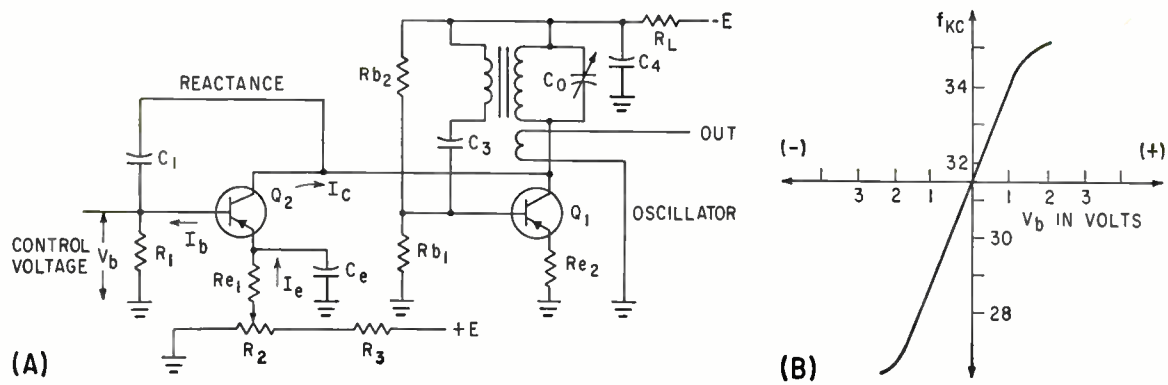 REACTANCE
C1
Q2
Ic
Ib
CONTROL
VOLTAGE
Vb
R1
Re1
Ie
Ce
R2
R3
+E
Rb2
C3
Rb1
CO
C4
RL
-E
OUT
Q1
OSCILLATOR
Re2
(A)
fKC
34
32
(-)
(+)
3 2 1 1 2 3
Vb IN VOLTS
30
28
(B)